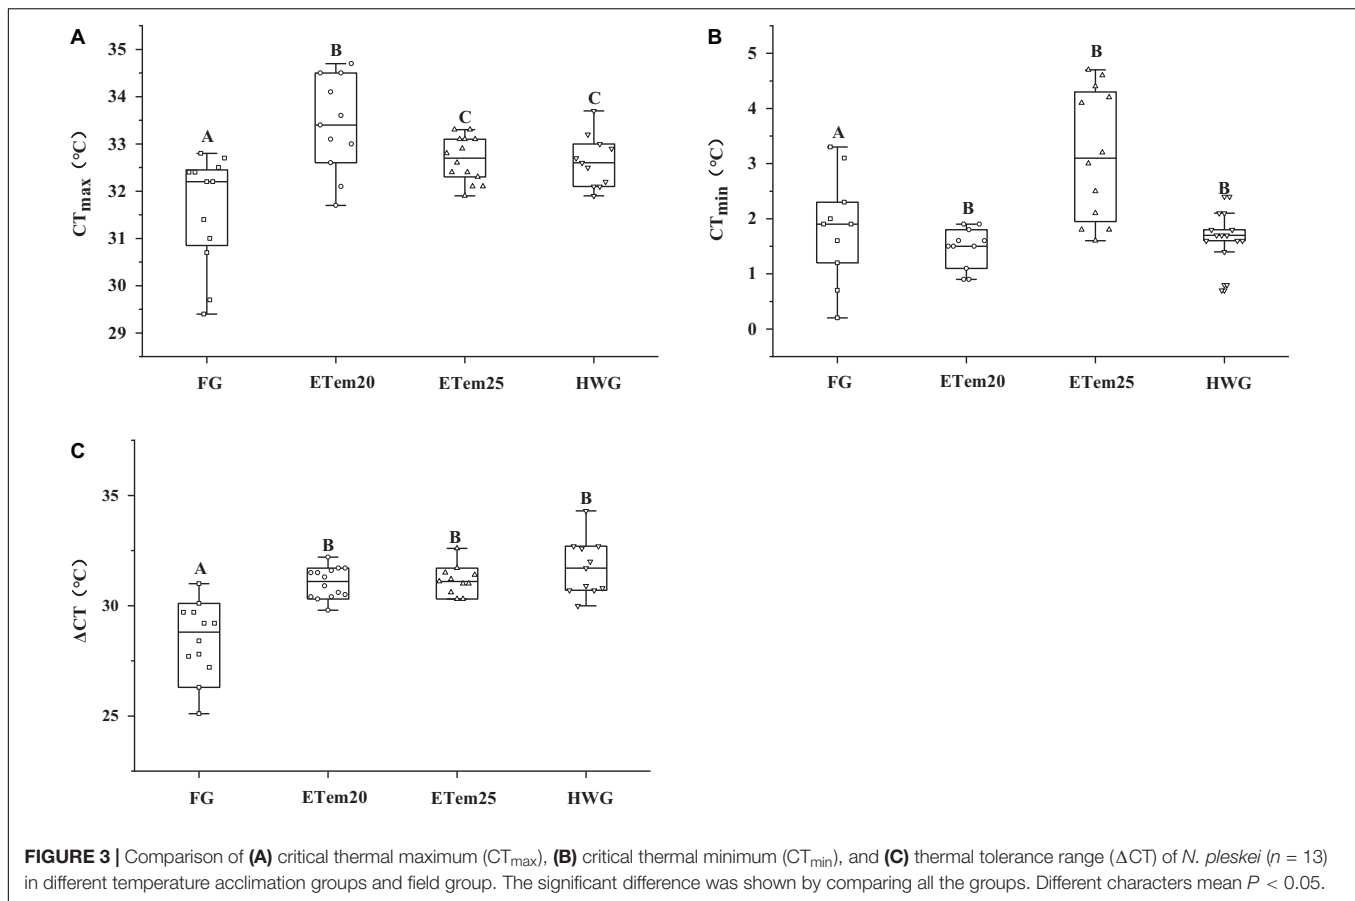 A
35
34
33
32
31
30
29
CTmax (°C)
A
B
C
C
FG
ETem20
ETem25
HWG
B
5
4
3
2
1
0
CTmin (°C)
A
B
B
B
FG
ETem20
ETem25
HWG
C
35
30
25
ΔCT (°C)
A
B
B
B
FG
ETem20
ETem25
HWG
FIGURE 3 | Comparison of (A) critical thermal maximum (CTmax), (B) critical thermal minimum (CTmin), and (C) thermal tolerance range (ΔCT) of N. pleskei (n = 13)
in different temperature acclimation groups and field group. The significant difference was shown by comparing all the groups. Different characters mean P < 0.05.